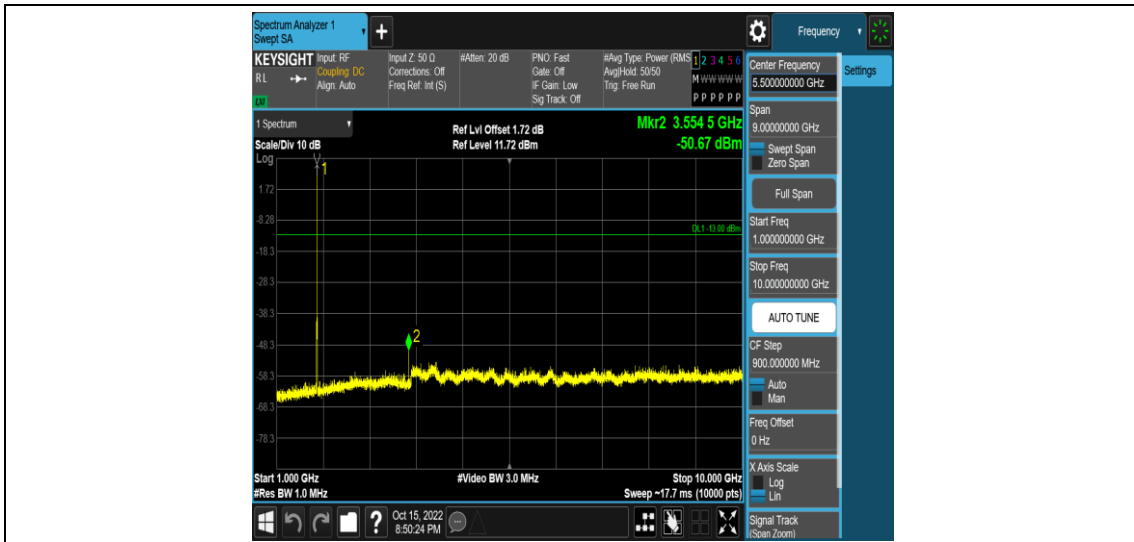 Spectrum Analyzer 1
Swept SA
+
Frequency
KEYSIGHT
RL
LXI
Input: RF
Coupling: DC
Align: Auto
Input Z: 50 Ω
Corrections: Off
Freq Ref: Int (S)
#Atten: 20 dB
PNO: Fast
Gate: Off
IF Gain: Low
Sig Track: Off
#Avg Type: Power (RMS
Avg|Hold: 50/50
Trig: Free Run
1 2 3 4 5 6
M W W W W W
P P P P P P
Center Frequency
5.500000000 GHz
Settings
Span
9.00000000 GHz
Swept Span
Zero Span
Full Span
Start Freq
1.000000000 GHz
Stop Freq
10.000000000 GHz
AUTO TUNE
CF Step
900.000000 MHz
Auto
Man
Freq Offset
0 Hz
X Axis Scale
Log
Lin
Signal Track
(Span Zoom)
1 Spectrum
Scale/Div 10 dB
Log
Ref Lvl Offset 1.72 dB
Ref Level 11.72 dBm
Mkr2 3.554 5 GHz
-50.67 dBm
1
1.72
-8.28
DL1 -13.00 dBm
-18.3
-28.3
-38.3
2
-48.3
-58.3
-68.3
-78.3
Start 1.000 GHz
#Res BW 1.0 MHz
#Video BW 3.0 MHz
Stop 10.000 GHz
Sweep ~17.7 ms (10000 pts)
?
Oct 15, 2022
8:50:24 PM